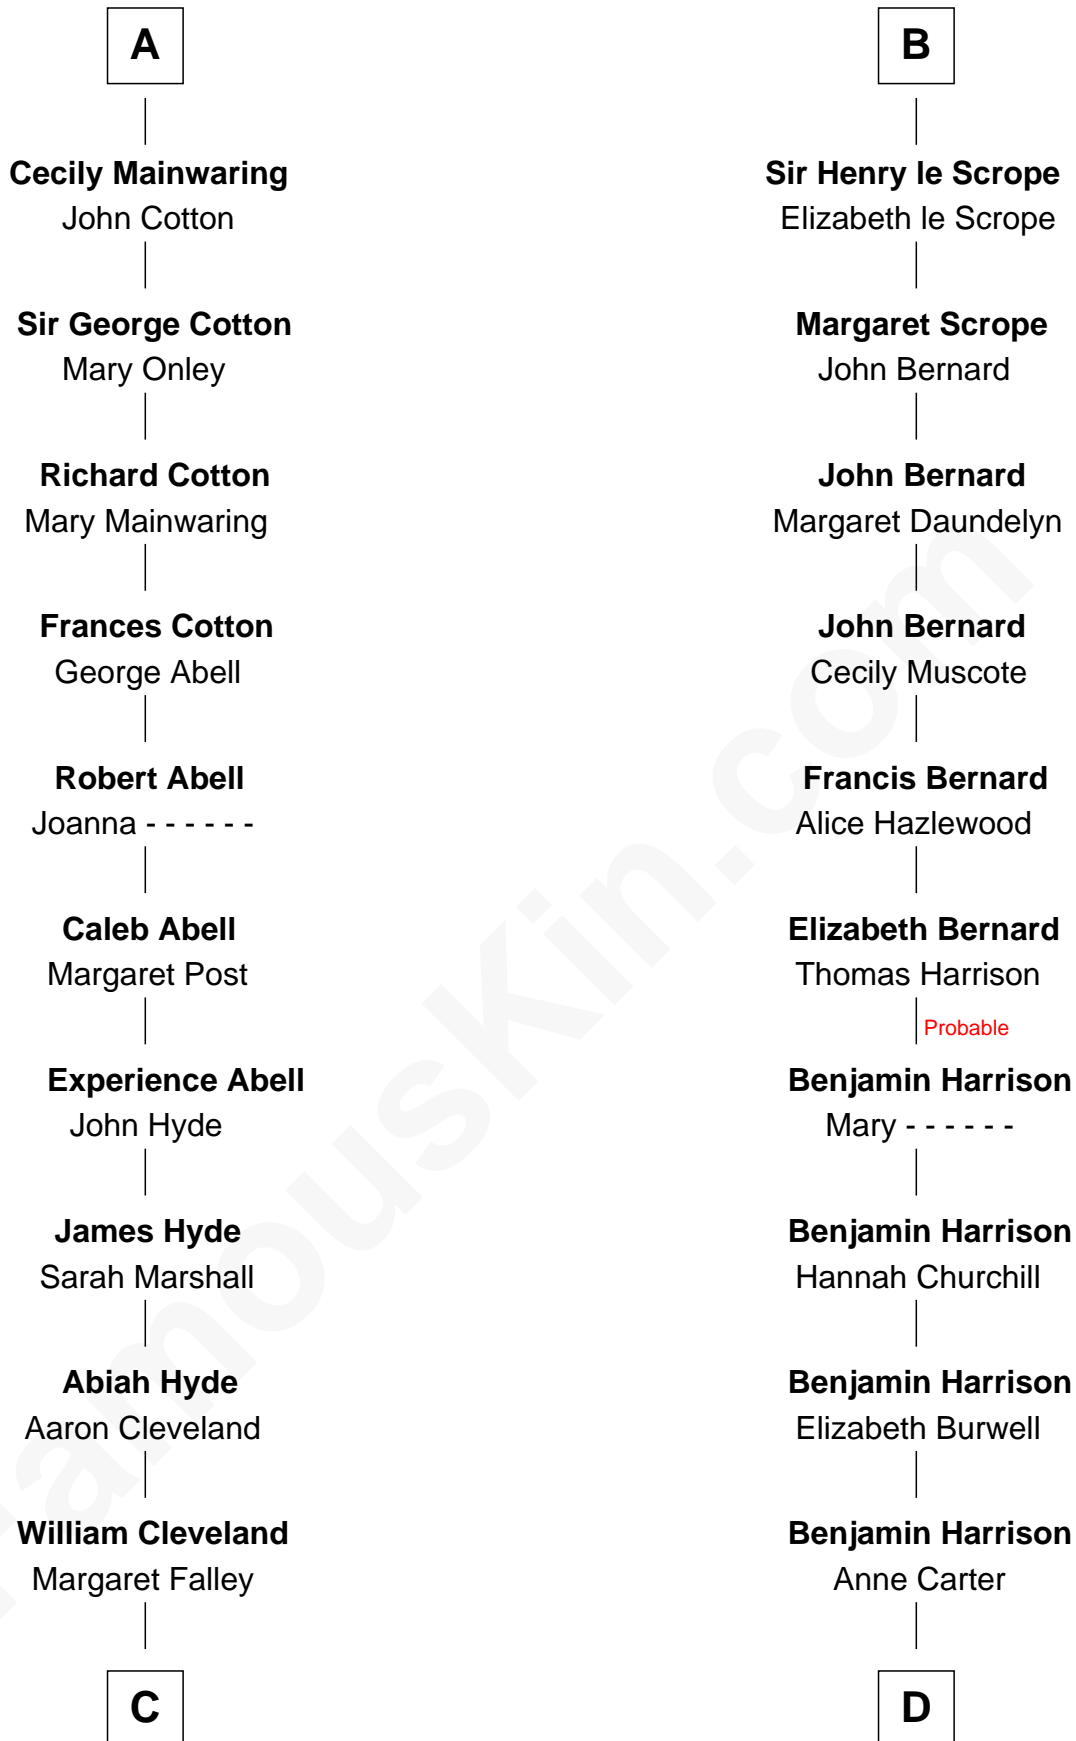 A
Cecily Mainwaring
John Cotton
Sir George Cotton
Mary Onley
Richard Cotton
Mary Mainwaring
Frances Cotton
George Abell
Robert Abell
Joanna - - - - - -
Caleb Abell
Margaret Post
Experience Abell
John Hyde
James Hyde
Sarah Marshall
Abiah Hyde
Aaron Cleveland
William Cleveland
Margaret Falley
C
B
Sir Henry le Scrope
Elizabeth le Scrope
Margaret Scrope
John Bernard
John Bernard
Margaret Daundelyn
John Bernard
Cecily Muscote
Francis Bernard
Alice Hazlewood
Elizabeth Bernard
Thomas Harrison
Probable
Benjamin Harrison
Mary - - - - - -
Benjamin Harrison
Hannah Churchill
Benjamin Harrison
Elizabeth Burwell
Benjamin Harrison
Anne Carter
D
FamousKin.com